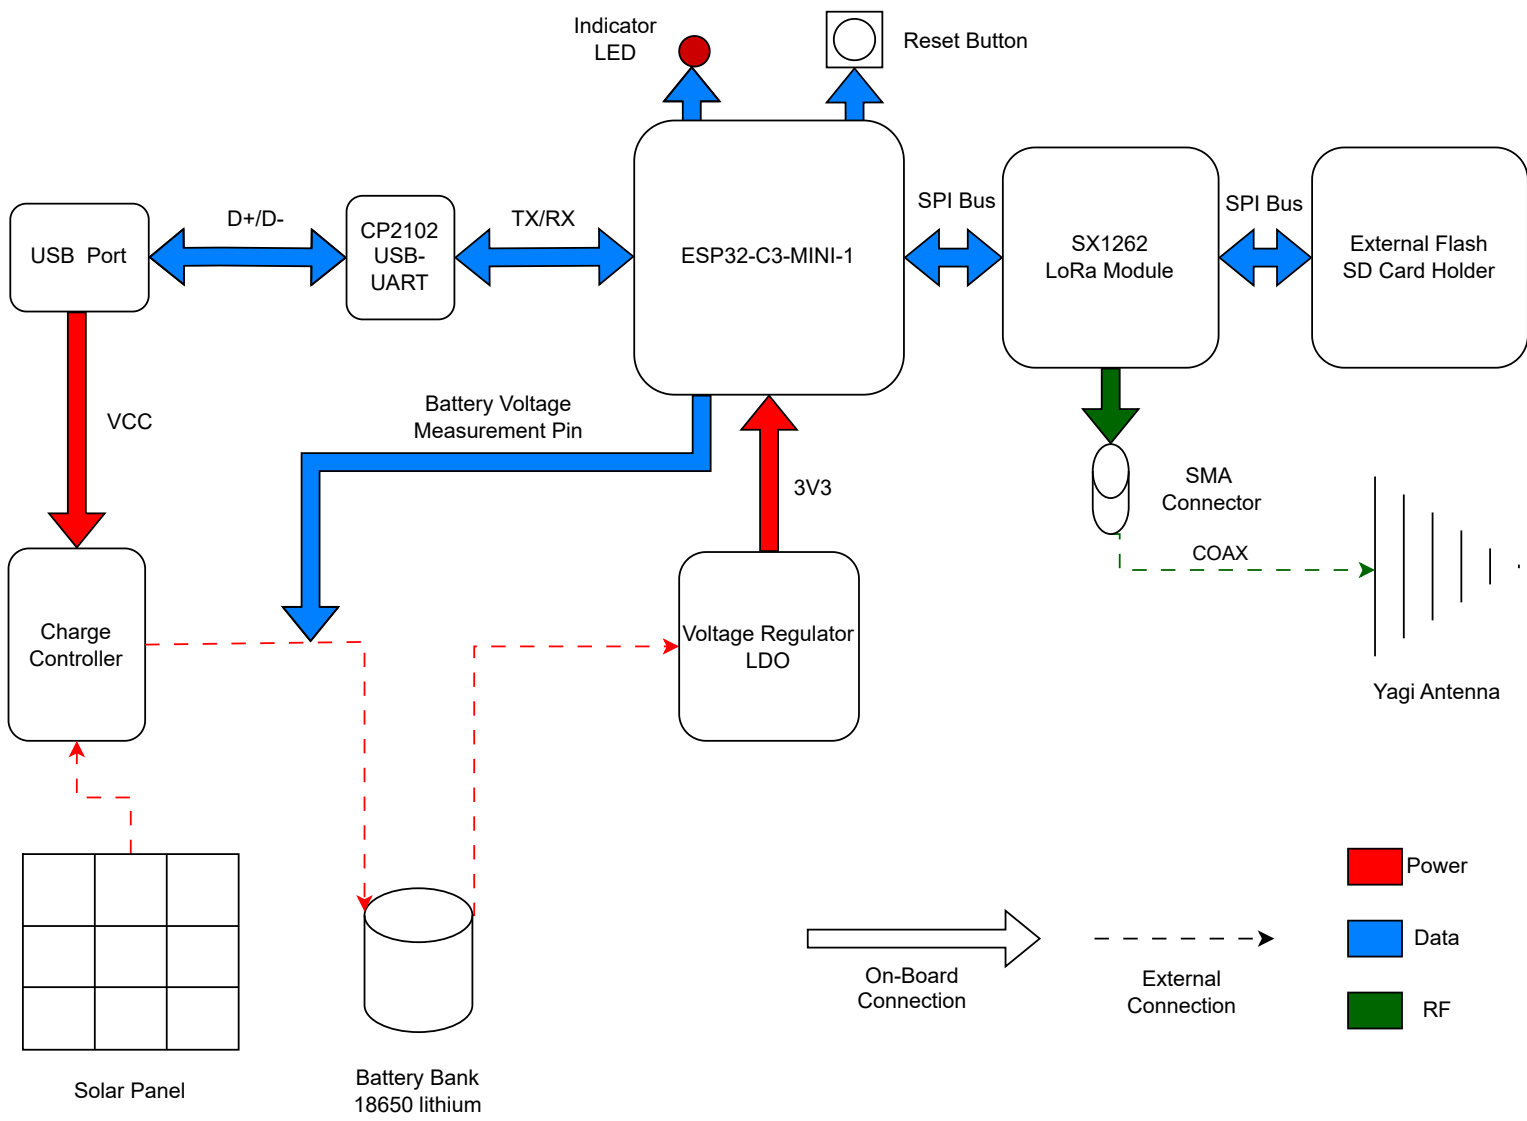 Indicator
LED
Reset Button
D+/D-
TX/RX
SPI Bus
SPI Bus
USB Port
CP2102
USB-
UART
ESP32-C3-MINI-1
SX1262
LoRa Module
External Flash
SD Card Holder
VCC
Battery Voltage
Measurement Pin
3V3
SMA
Connector
COAX
Charge
Controller
Voltage Regulator
LDO
Yagi Antenna
Power
Data
RF
On-Board
Connection
External
Connection
Solar Panel
Battery Bank
18650 lithium